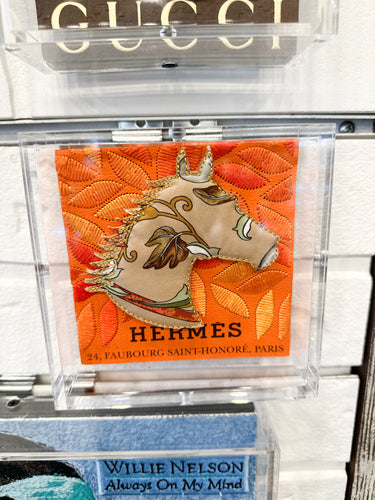 GUCCI
HERMÈS
24, FAUBOURG SAINT-HONORÉ, PARIS
WILLIE NELSON
Always On My Mind